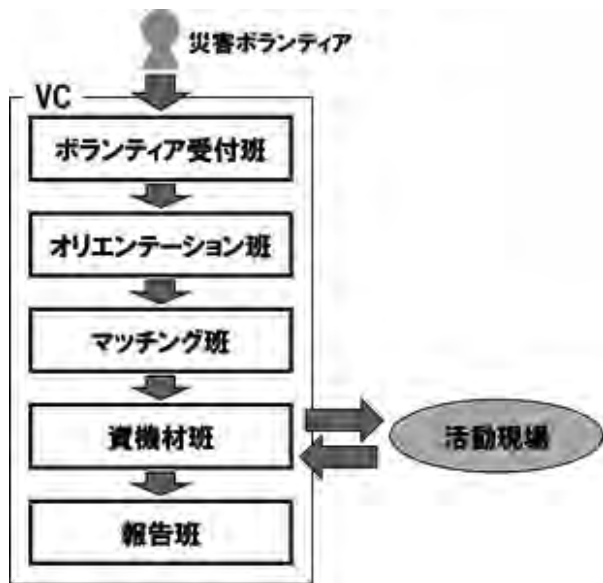 災害ボランティア
VC
ボランティア受付班
オリエンテーション班
マッチング班
資機材班
活動現場
報告班